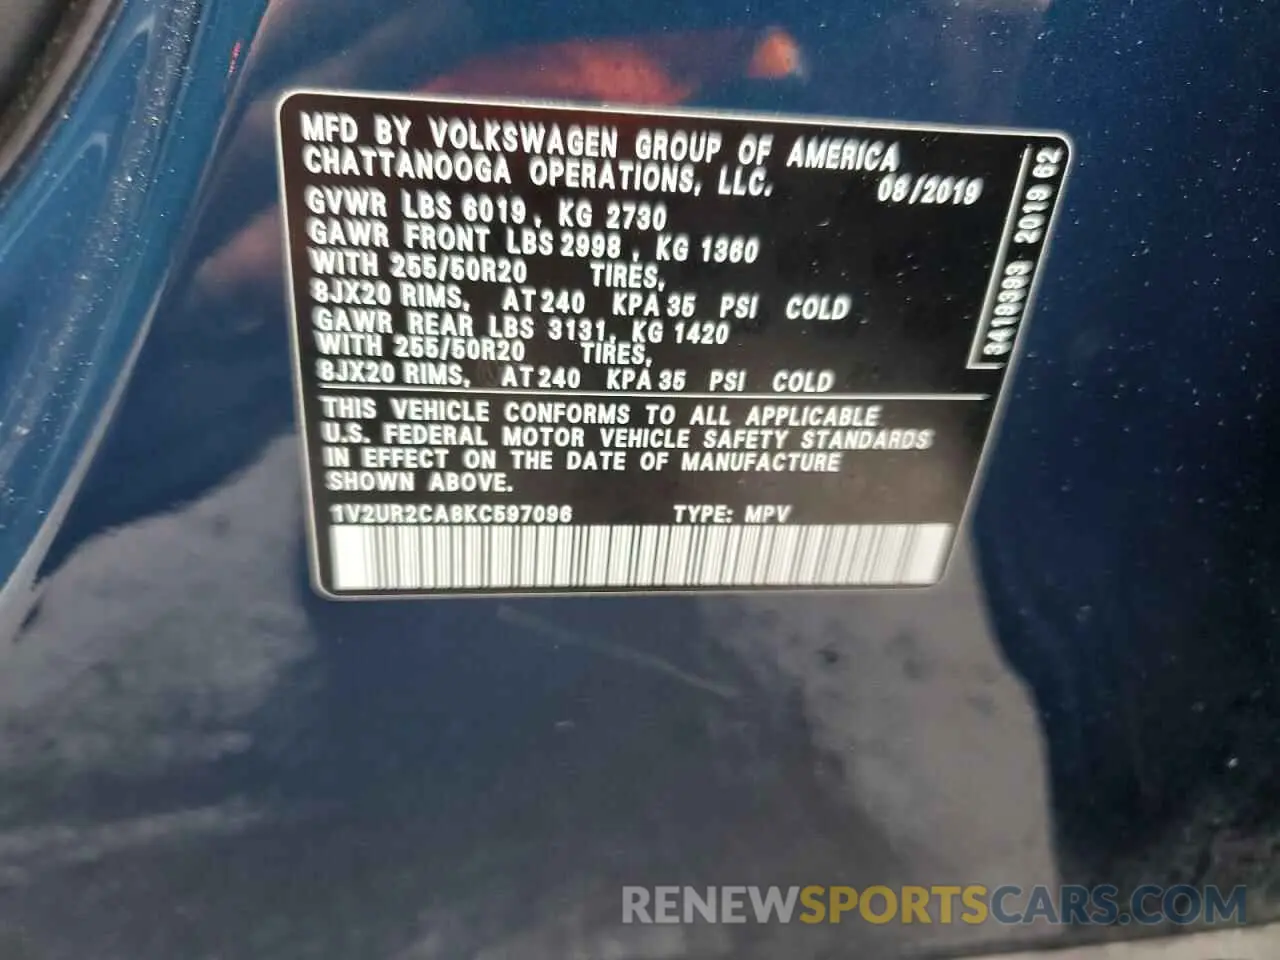 MFD BY VOLKSWAGEN GROUP OF AMERICA
CHATTANOOGA OPERATIONS, LLC.
08/2019
GVWR LBS 6019, KG 2730
GAWR FRONT LBS 2998, KG 1360
WITH 255/50R20 TIRES,
8JX20 RIMS, AT 240 KPA 35 PSI COLD
GAWR REAR LBS 3131, KG 1420
WITH 255/50R20 TIRES,
8JX20 RIMS, AT 240 KPA 35 PSI COLD
THIS VEHICLE CONFORMS TO ALL APPLICABLE
U.S. FEDERAL MOTOR VEHICLE SAFETY STANDARDS
IN EFFECT ON THE DATE OF MANUFACTURE
SHOWN ABOVE.
1V2UR2CA8KC597096 TYPE: MPV
3419393 2019 62
RENEWSPORTSCARS.COM